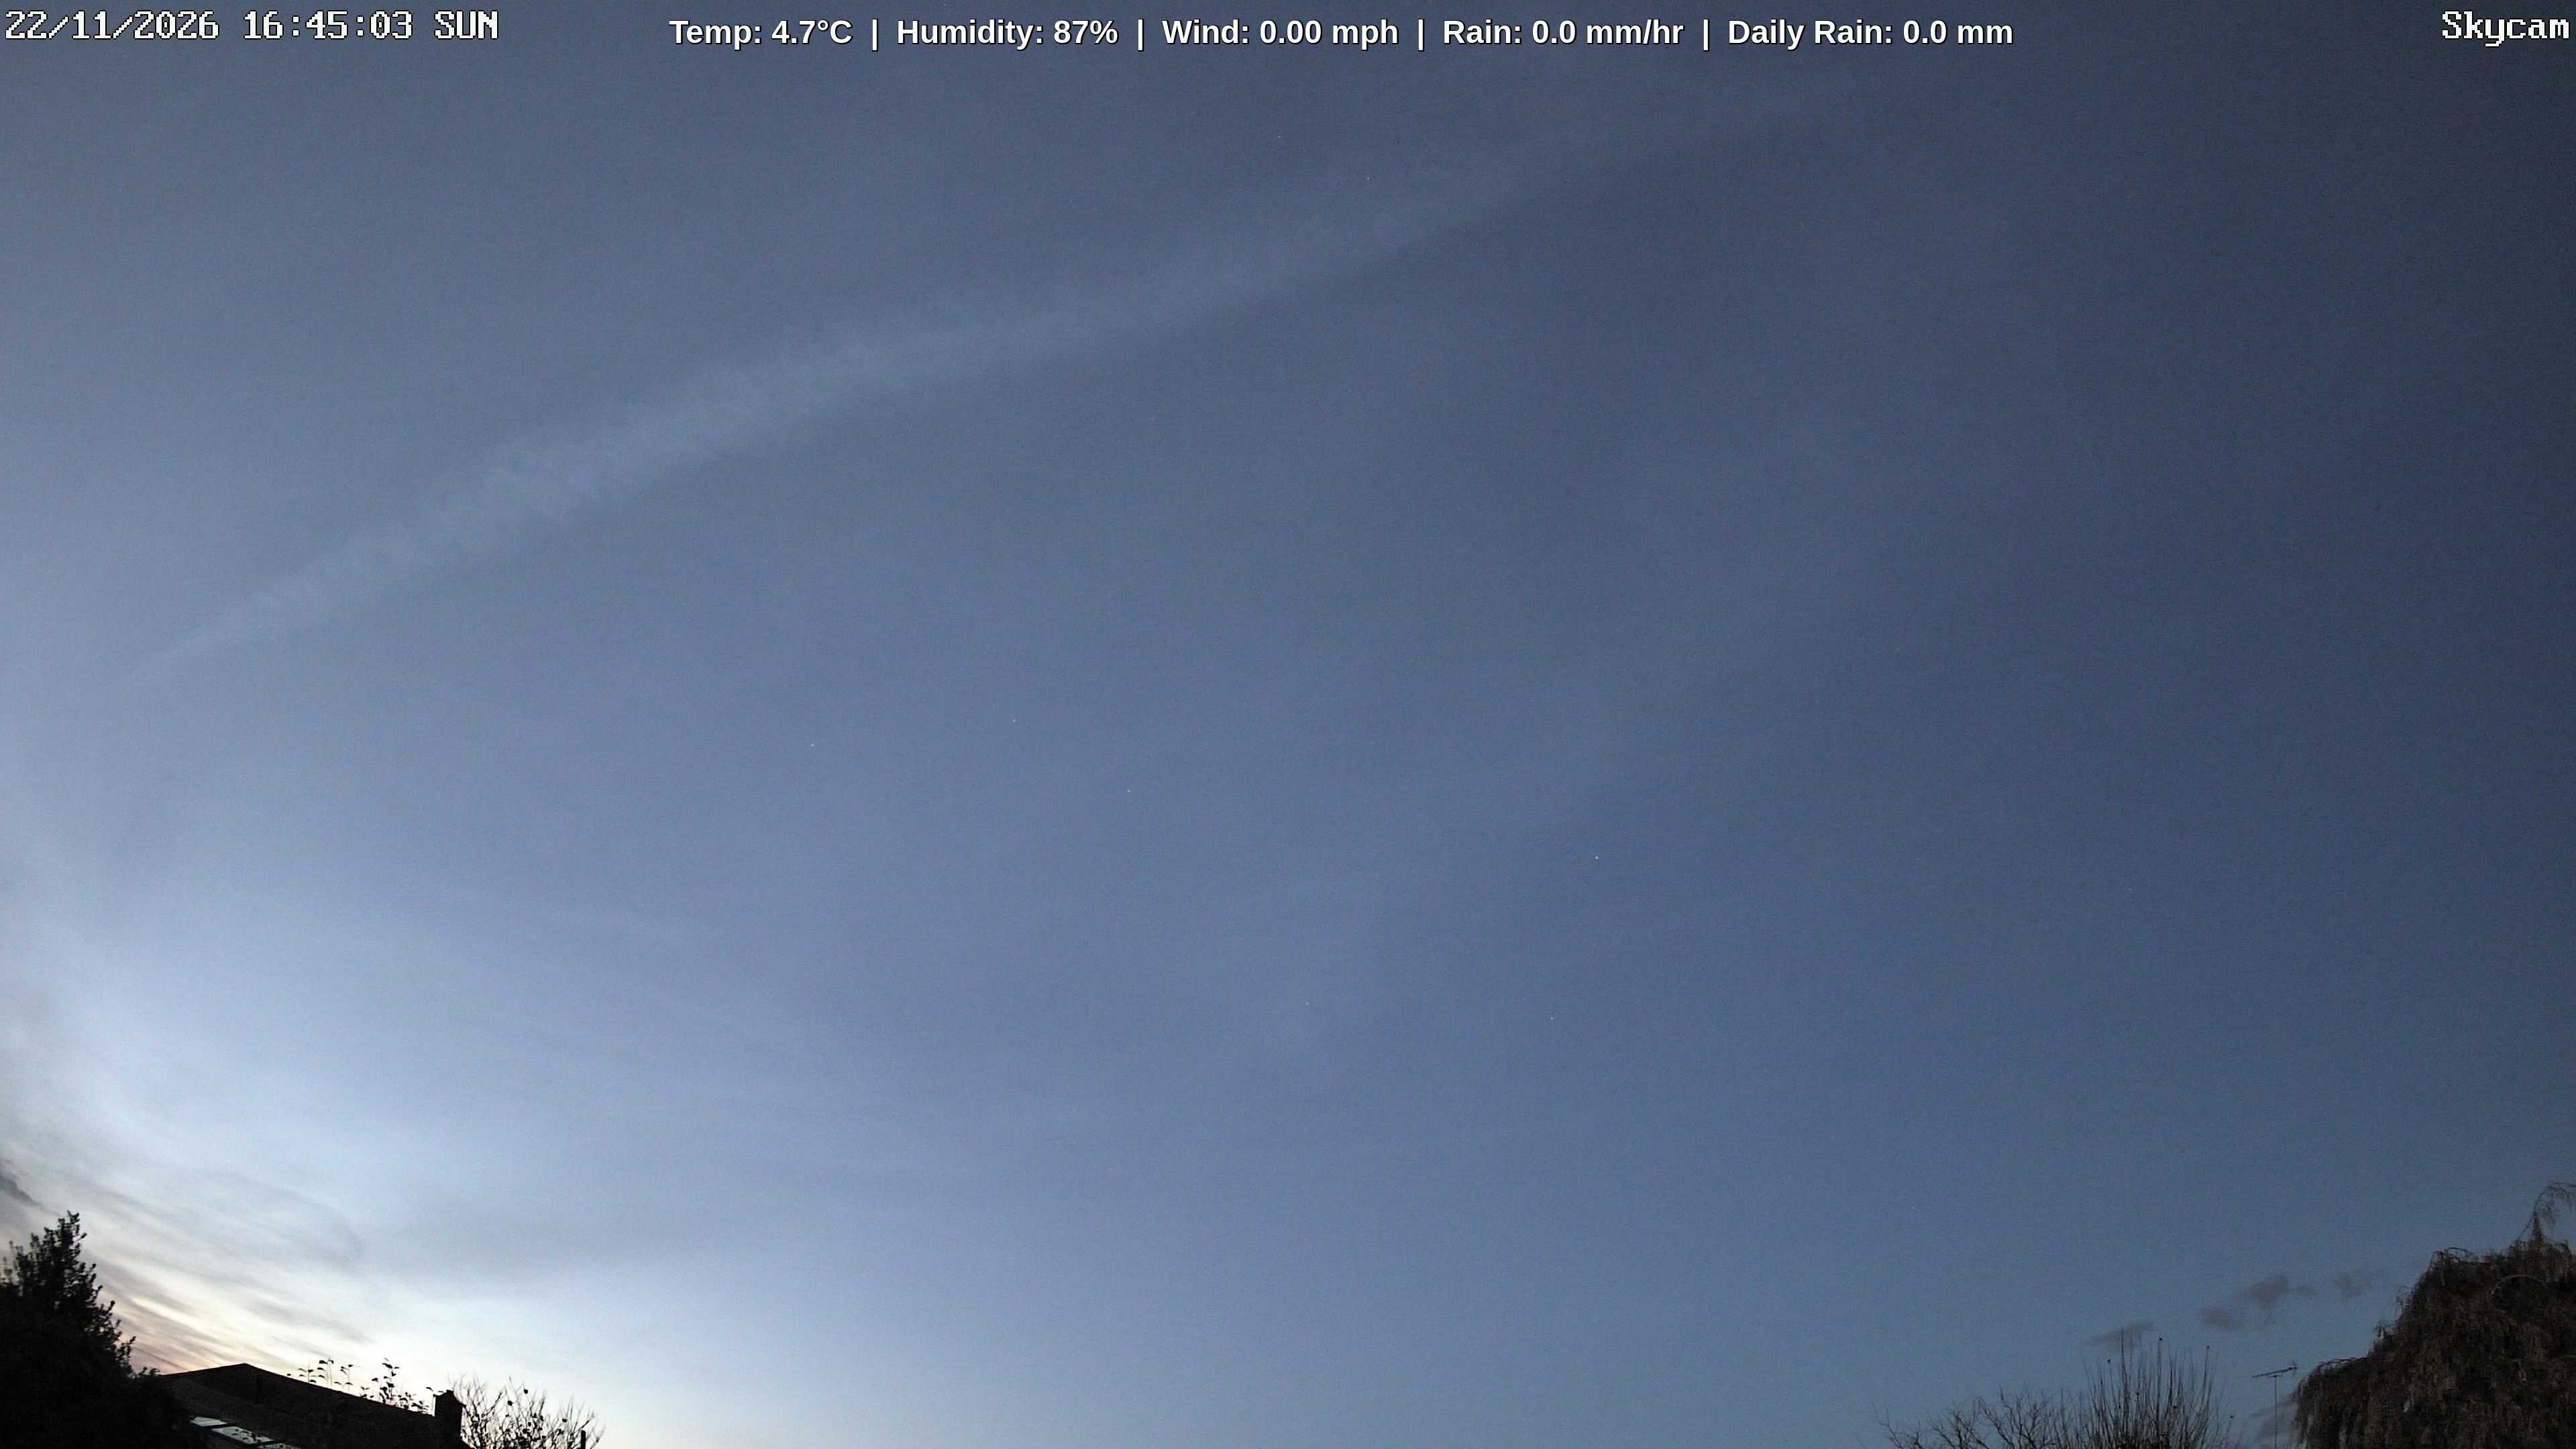 22/11/2026 16:45:03 SUN
Temp: 4.7°C | Humidity: 87% | Wind: 0.00 mph | Rain: 0.0 mm/hr | Daily Rain: 0.0 mm
Skycam